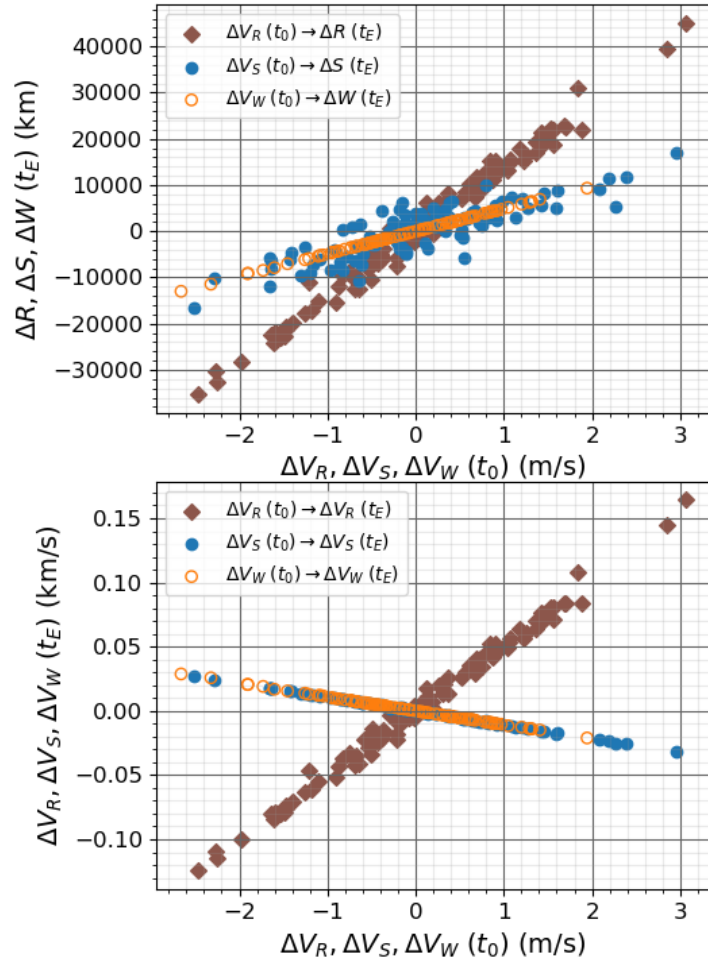 ΔV_R (t_0) → ΔR (t_E)
ΔV_S (t_0) → ΔS (t_E)
ΔV_W (t_0) → ΔW (t_E)
ΔR, ΔS, ΔW (t_E) (km)
40000
30000
20000
10000
0
−10000
−20000
−30000
−2 −1 0 1 2 3
ΔV_R, ΔV_S, ΔV_W (t_0) (m/s)
ΔV_R (t_0) → ΔV_R (t_E)
ΔV_S (t_0) → ΔV_S (t_E)
ΔV_W (t_0) → ΔV_W (t_E)
ΔV_R, ΔV_S, ΔV_W (t_E) (km/s)
0.15
0.10
0.05
0.00
−0.05
−0.10
−2 −1 0 1 2 3
ΔV_R, ΔV_S, ΔV_W (t_0) (m/s)